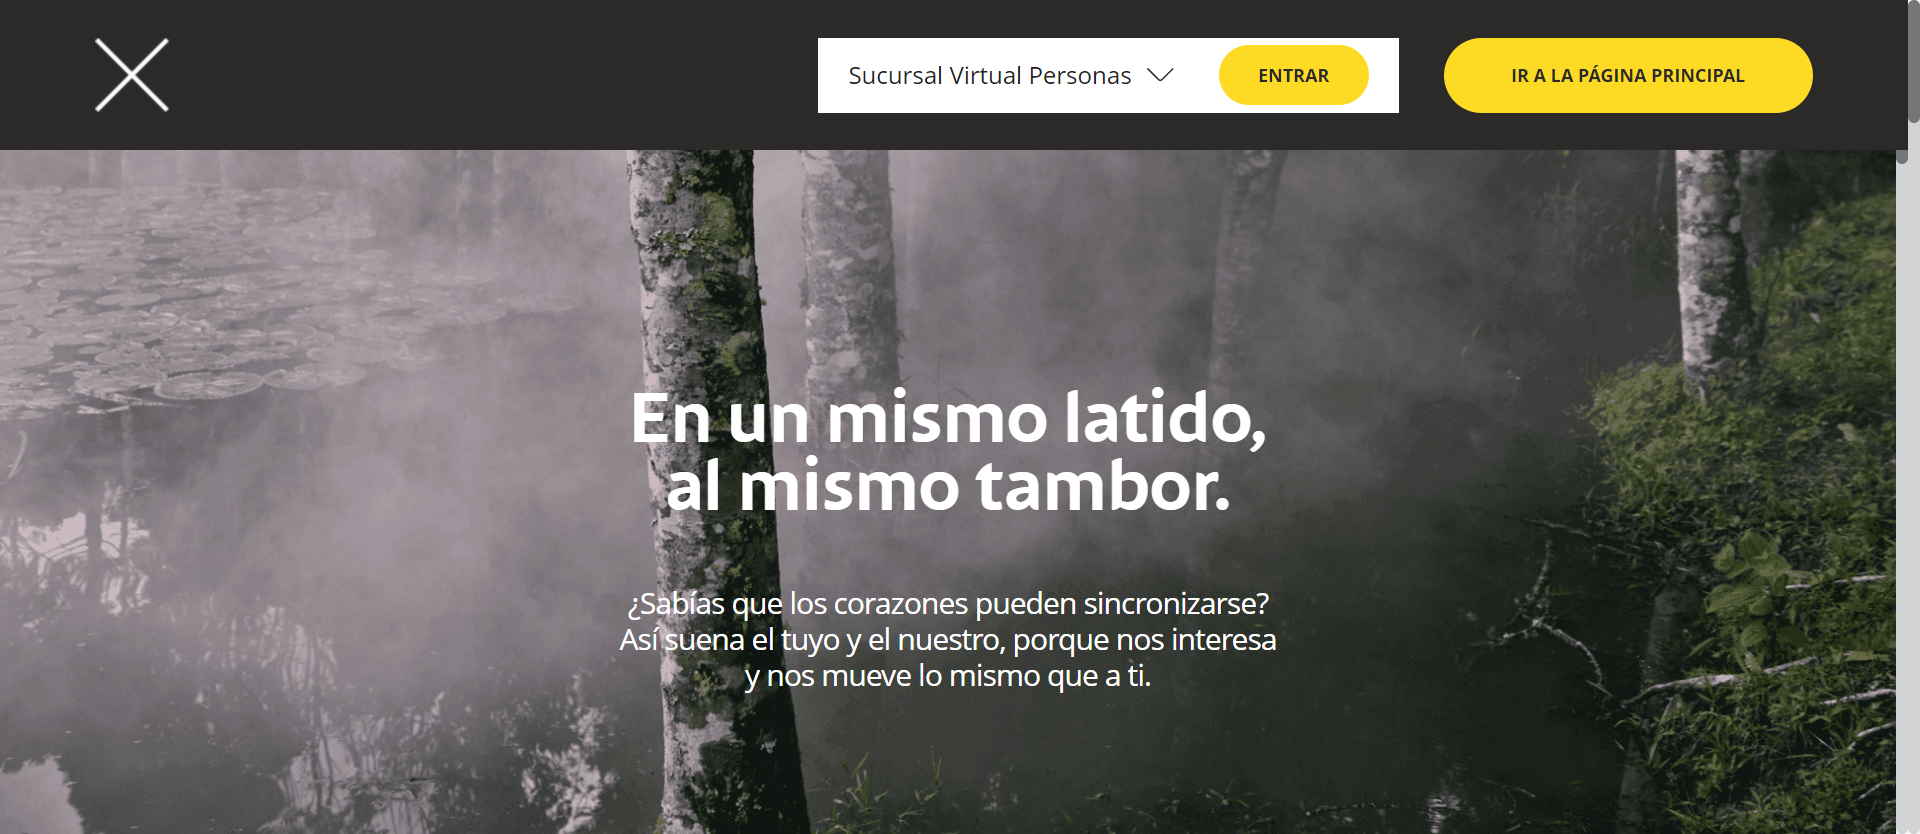 Sucursal Virtual Personas
ENTRAR
IR A LA PÁGINA PRINCIPAL
En un mismo latido,
al mismo tambor.
¿Sabías que los corazones pueden sincronizarse?
Así suena el tuyo y el nuestro, porque nos interesa
y nos mueve lo mismo que a ti.